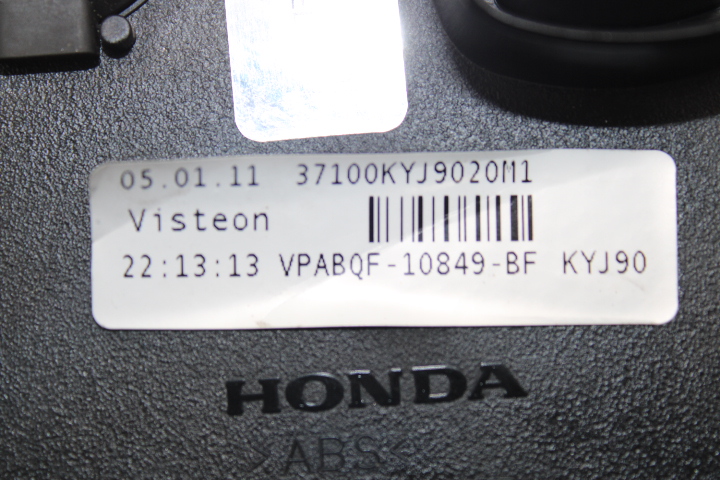 05.01.11 37100KYJ9020M1
Visteon
22:13:13 VPABQF-10849-BF KYJ90
HONDA
>ABS<